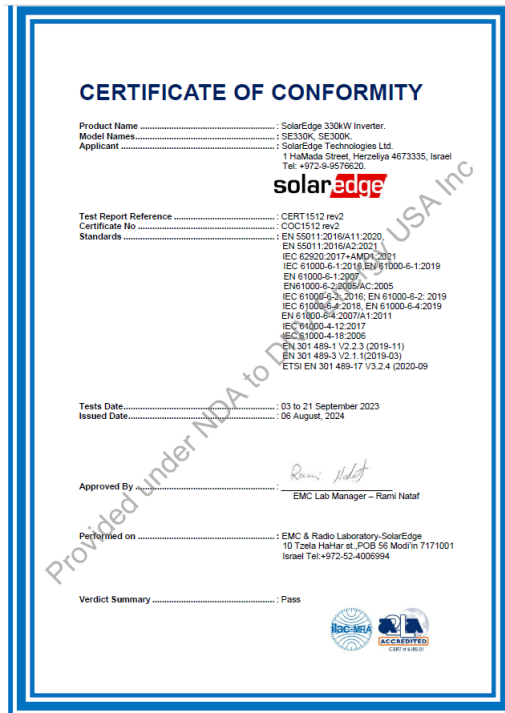 CERTIFICATE OF CONFORMITY
Product Name : SolarEdge 330kW Inverter.
Model Names : SE330K, SE300K.
Applicant : SolarEdge Technologies Ltd.
1 HaMada Street, Herzeliya 4673335, Israel
Tel: +972-9-9576620.
solaredge
Test Report Reference : CERT1512 rev2
Certificate No : COC1512 rev2
Standards : EN 55011:2016/A11:2020,
EN 55011:2016/A2:2021
IEC 62920:2017+AMD1:2021
IEC 61000-6-1:2016,EN 61000-6-1:2019
EN 61000-6-1:2007
EN61000-6-2:2005/AC:2005
IEC 61000-6-2: 2016; EN 61000-6-2: 2019
IEC 61000-6-4:2018, EN 61000-6-4:2019
EN 61000-6-4:2007/A1:2011
IEC 61000-4-12:2017
IEC 61000-4-18:2006
EN 301 489-1 V2.2.3 (2019-11)
EN 301 489-3 V2.1.1(2019-03)
ETSI EN 301 489-17 V3.2.4 (2020-09
Tests Date : 03 to 21 September 2023
Issued Date : 06 August, 2024
Approved By :
Rami Nataf
EMC Lab Manager – Rami Nataf
Performed on : EMC & Radio Laboratory-SolarEdge
10 Tzela HaHar st.,POB 56 Modi'in 7171001
Israel Tel:+972-52-4006994
Verdict Summary : Pass
ilac-MRA
ACCREDITED
Provided under NDA to Energy USA Inc